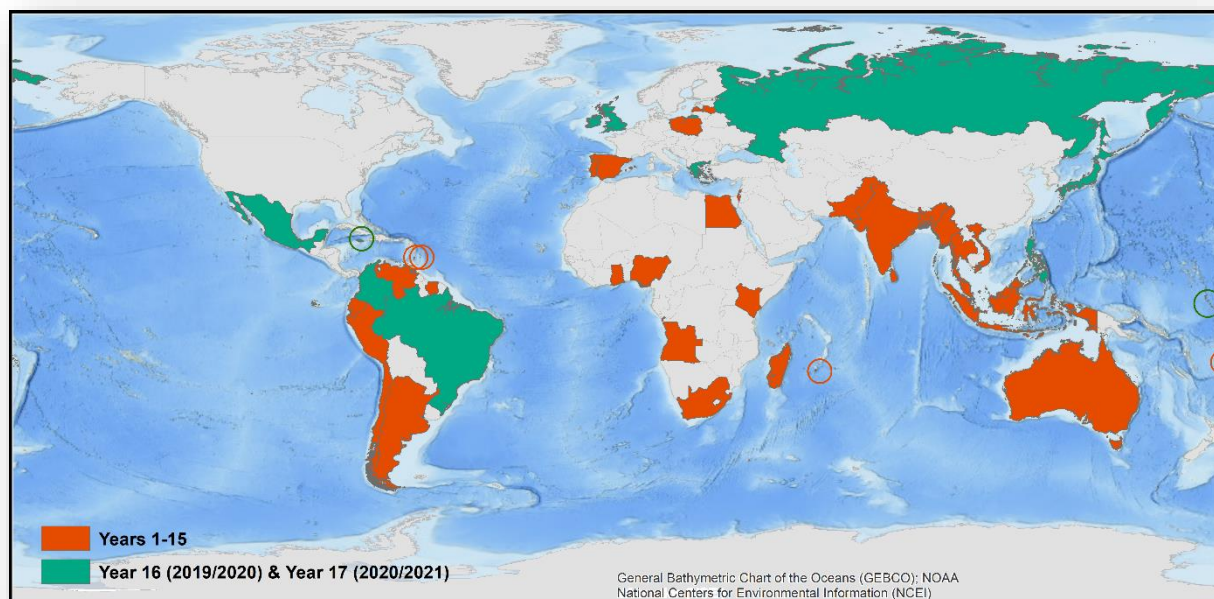 Years 1-15
Year 16 (2019/2020) & Year 17 (2020/2021)
General Bathymetric Chart of the Oceans (GEBCO); NOAA
National Centers for Environmental Information (NCEI)